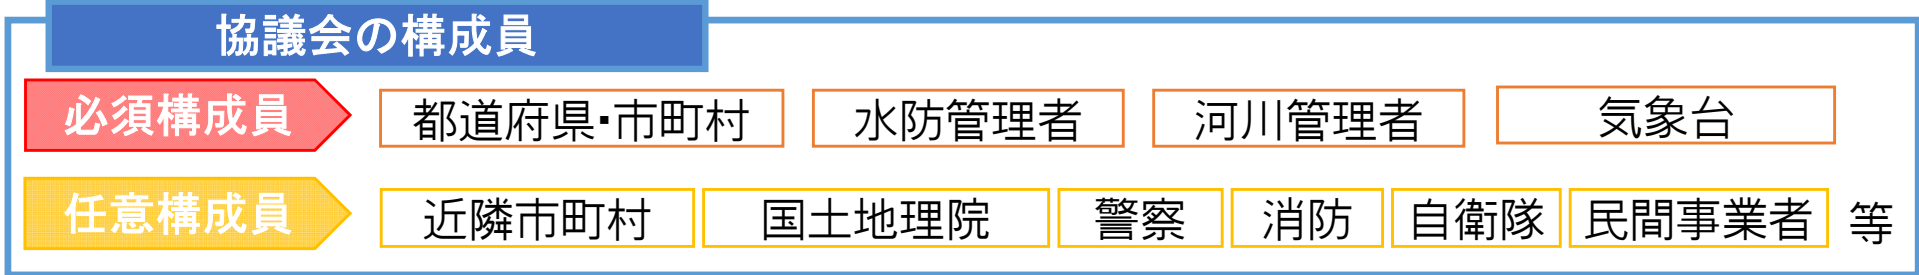 協議会の構成員
必須構成員 都道府県・市町村 水防管理者 河川管理者 気象台
任意構成員 近隣市町村 国土地理院 警察 消防 自衛隊 民間事業者 等